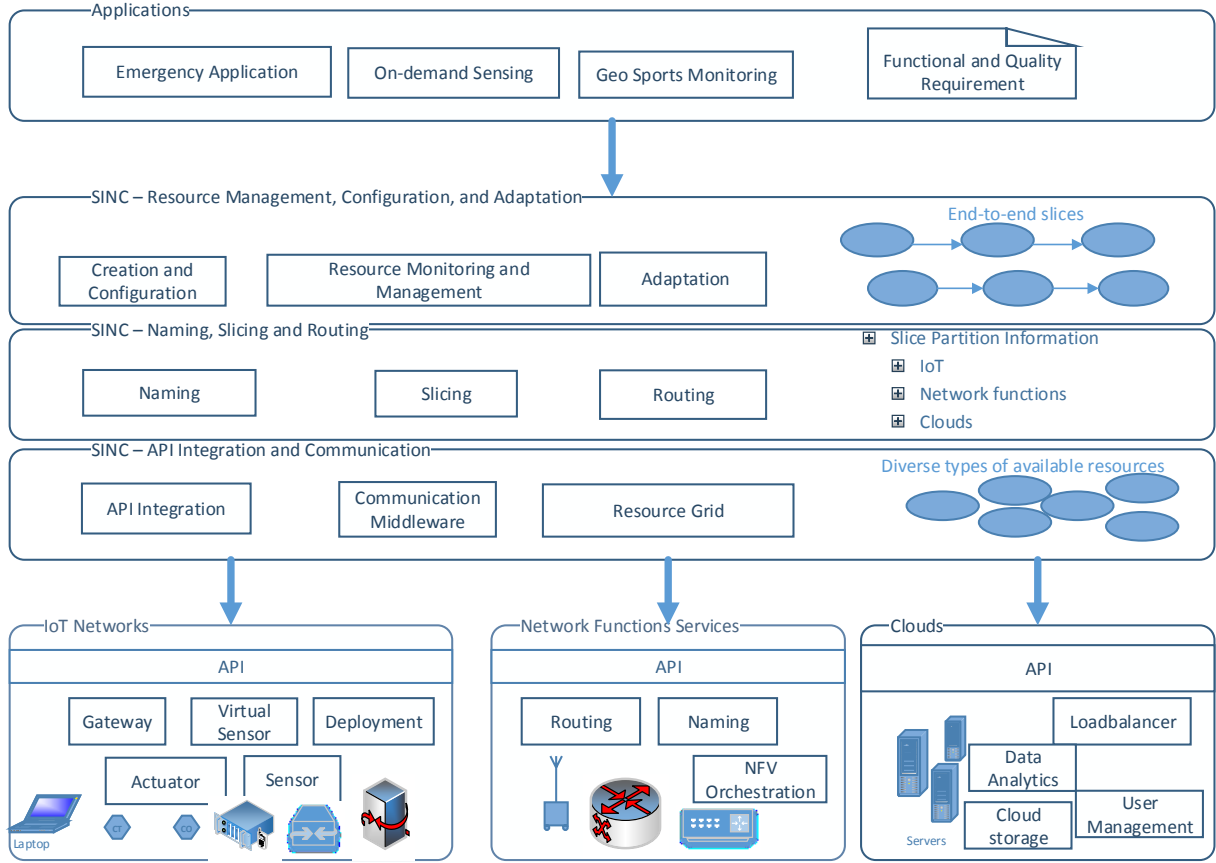 Applications
Emergency Application
On-demand Sensing
Geo Sports Monitoring
Functional and Quality
Requirement
SINC – Resource Management, Configuration, and Adaptation
End-to-end slices
Creation and
Configuration
Resource Monitoring and
Management
Adaptation
SINC – Naming, Slicing and Routing
Slice Partition Information
IoT
Network functions
Clouds
Naming
Slicing
Routing
SINC – API Integration and Communication
Diverse types of available resources
API Integration
Communication
Middleware
Resource Grid
IoT Networks
API
Gateway
Virtual
Sensor
Deployment
Actuator
Sensor
Laptop
CT
CO
Network Functions Services
API
Routing
Naming
NFV
Orchestration
Clouds
API
Loadbalancer
Data
Analytics
Servers
Cloud
storage
User
Management